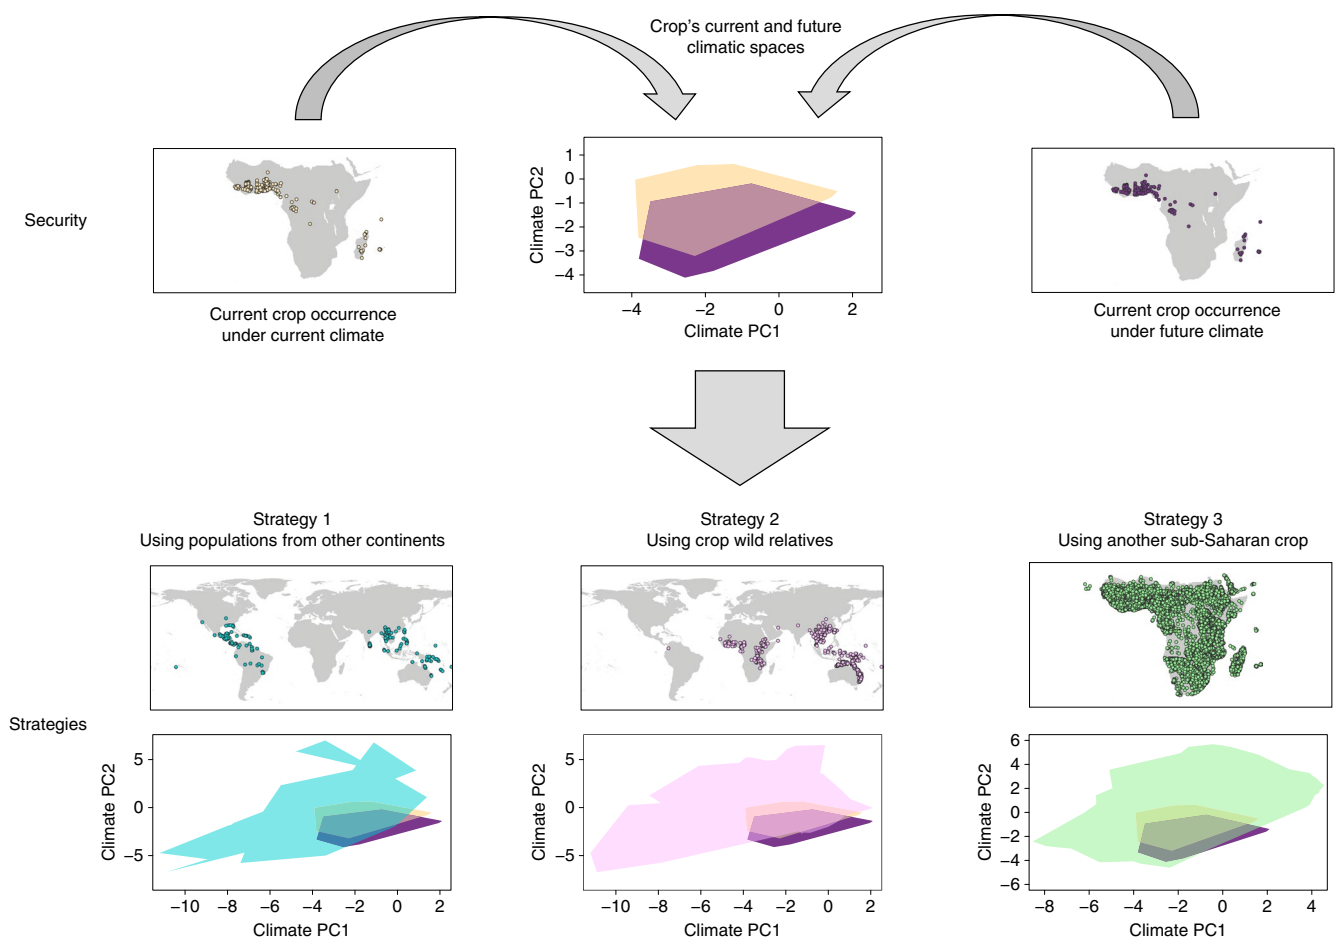 Crop's current and future
climatic spaces
Security
1
0
−1
−2
−3
−4
Climate PC2
−4
−2
0
2
Climate PC1
Current crop occurrence
under current climate
Current crop occurrence
under future climate
Strategy 1
Using populations from other continents
Strategy 2
Using crop wild relatives
Strategy 3
Using another sub-Saharan crop
Strategies
5
0
−5
Climate PC2
−10
−8
−6
−4
−2
0
2
Climate PC1
5
0
−5
Climate PC2
−10
−8
−6
−4
−2
0
2
Climate PC1
6
4
2
0
−2
−4
−6
Climate PC2
−8
−6
−4
−2
0
2
4
Climate PC1